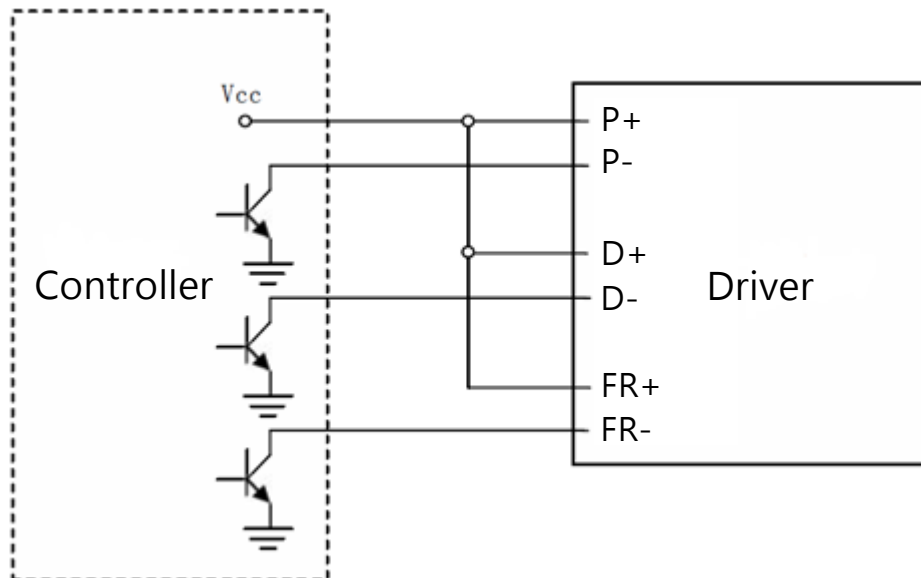 Vcc
P+
P-
D+
Controller
Driver
D-
FR+
FR-